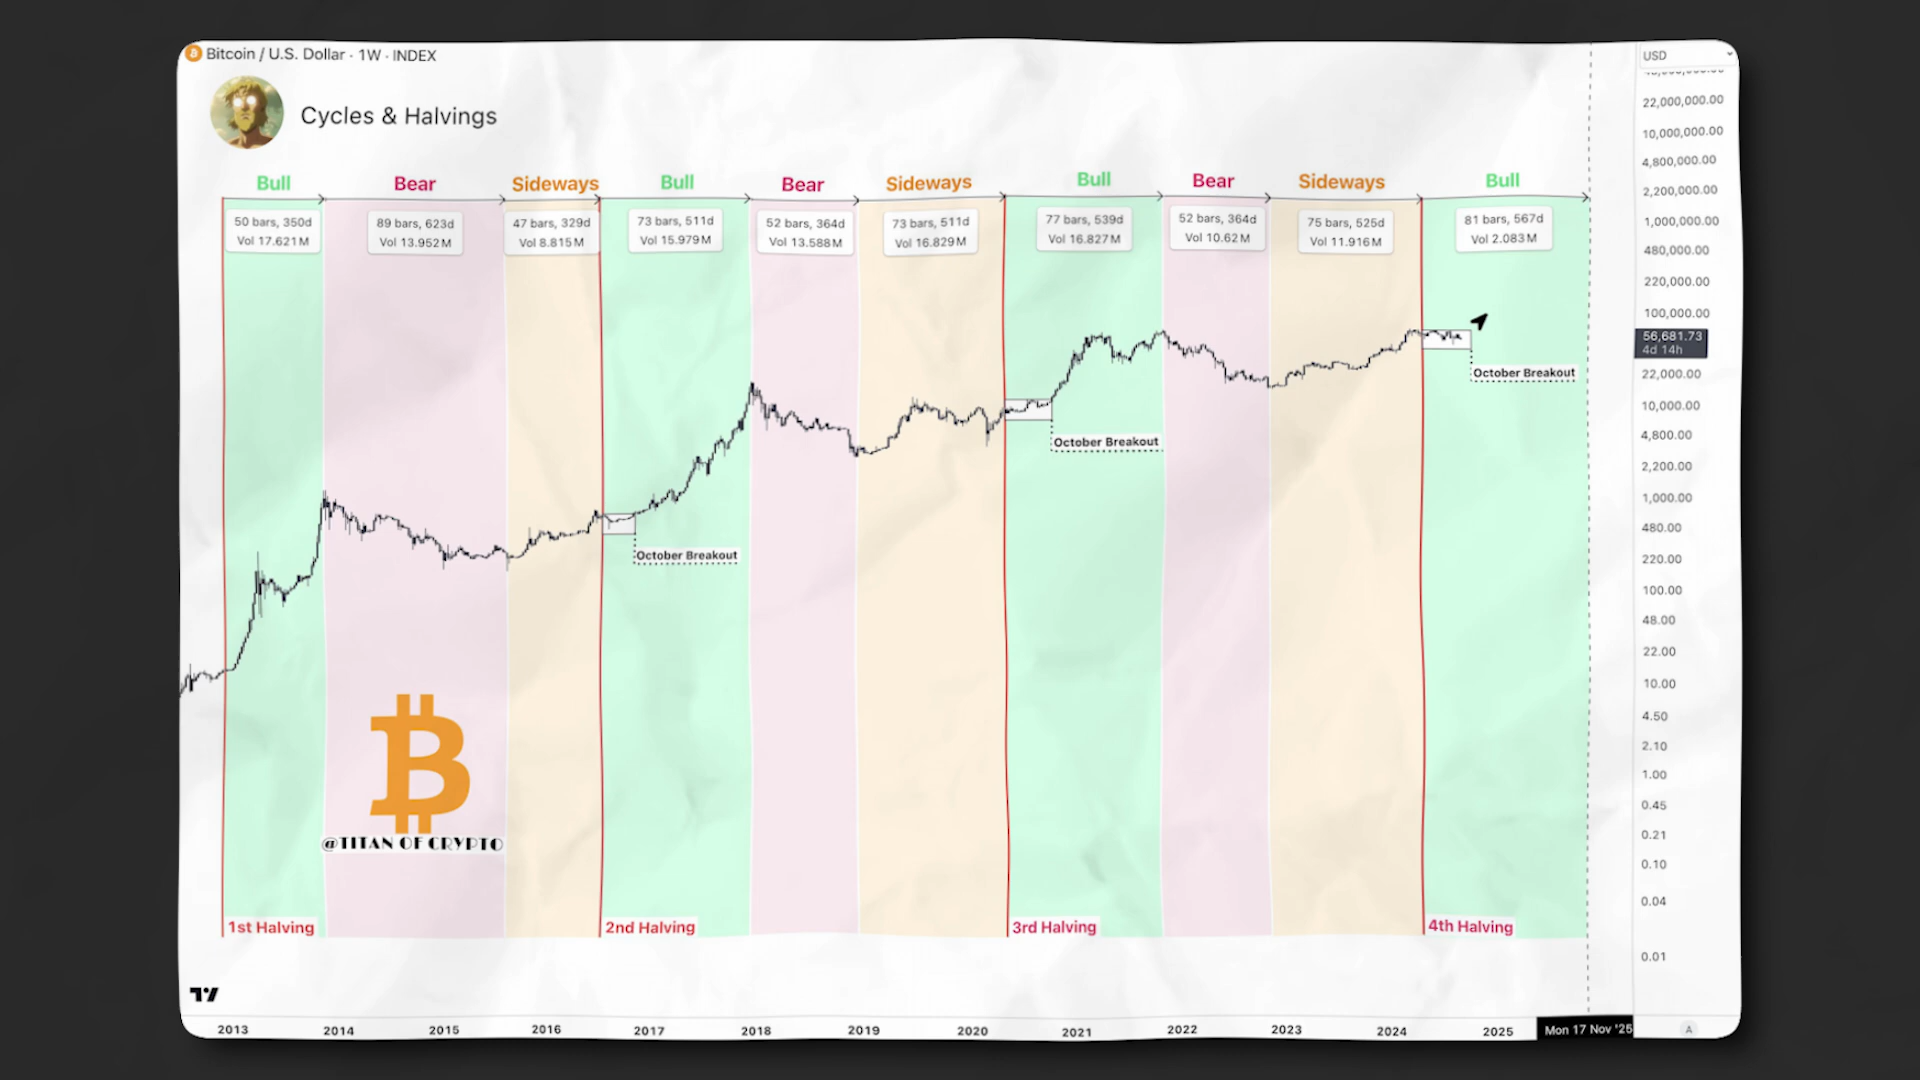 Bitcoin / U.S. Dollar · 1W · INDEX
USD
Cycles & Halvings
Bull
Bear
Sideways
Bull
Bear
Sideways
Bull
Bear
Sideways
Bull
50 bars, 350d
Vol 17.621M
89 bars, 623d
Vol 13.952M
47 bars, 329d
Vol 8.815M
73 bars, 511d
Vol 15.979M
52 bars, 364d
Vol 13.588M
73 bars, 511d
Vol 16.829M
77 bars, 539d
Vol 16.827M
52 bars, 364d
Vol 10.62M
75 bars, 525d
Vol 11.916M
81 bars, 567d
Vol 2.083M
October Breakout
October Breakout
October Breakout
@TITAN OF CRYPTO
1st Halving
2nd Halving
3rd Halving
4th Halving
22,000,000.00
10,000,000.00
4,800,000.00
2,200,000.00
1,000,000.00
480,000.00
220,000.00
100,000.00
56,681.73
4d 14h
22,000.00
10,000.00
4,800.00
2,200.00
1,000.00
480.00
220.00
100.00
48.00
22.00
10.00
4.50
2.10
1.00
0.45
0.21
0.10
0.04
0.01
2013
2014
2015
2016
2017
2018
2019
2020
2021
2022
2023
2024
2025
Mon 17 Nov '25
A